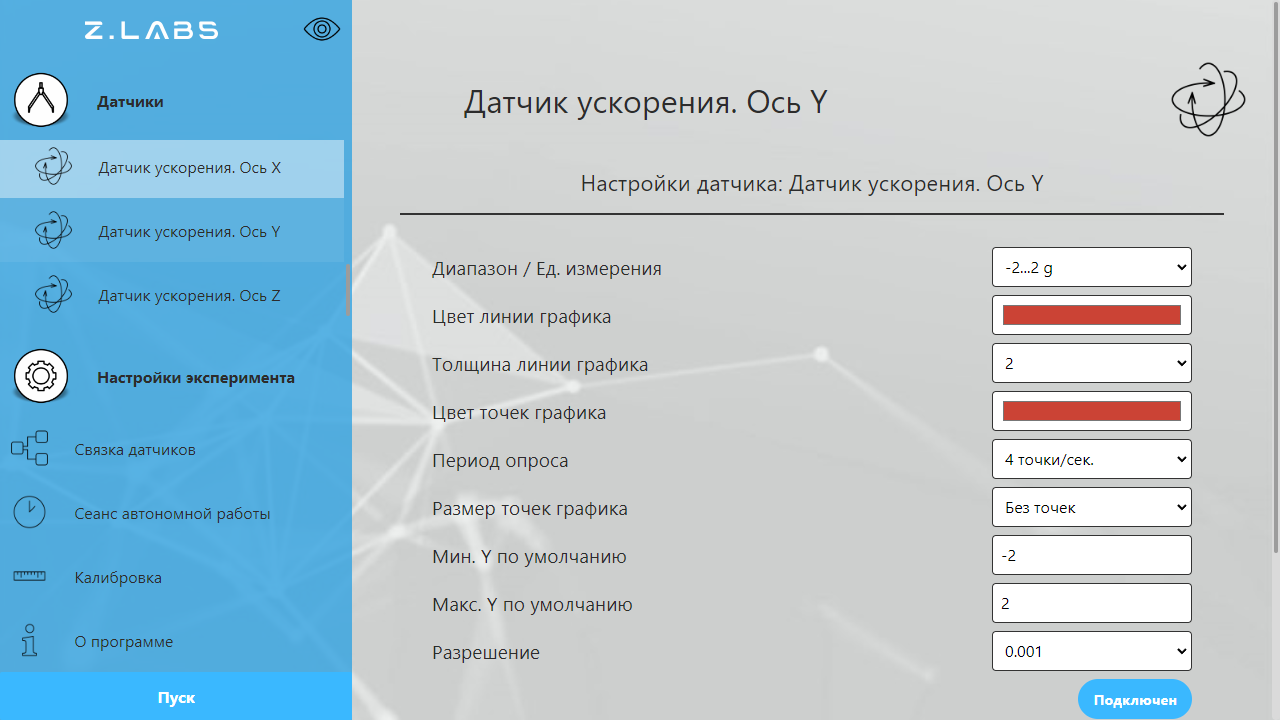 Z.LABS
Датчики
Датчик ускорения. Ось X
Датчик ускорения. Ось Y
Датчик ускорения. Ось Z
Настройки эксперимента
Связка датчиков
Сеанс автономной работы
Калибровка
О программе
Пуск
Датчик ускорения. Ось Y
Настройки датчика: Датчик ускорения. Ось Y
Диапазон / Ед. измерения -2...2 g
Цвет линии графика
Толщина линии графика 2
Цвет точек графика
Период опроса 4 точки/сек.
Размер точек графика Без точек
Мин. Y по умолчанию -2
Макс. Y по умолчанию 2
Разрешение 0.001
Подключен